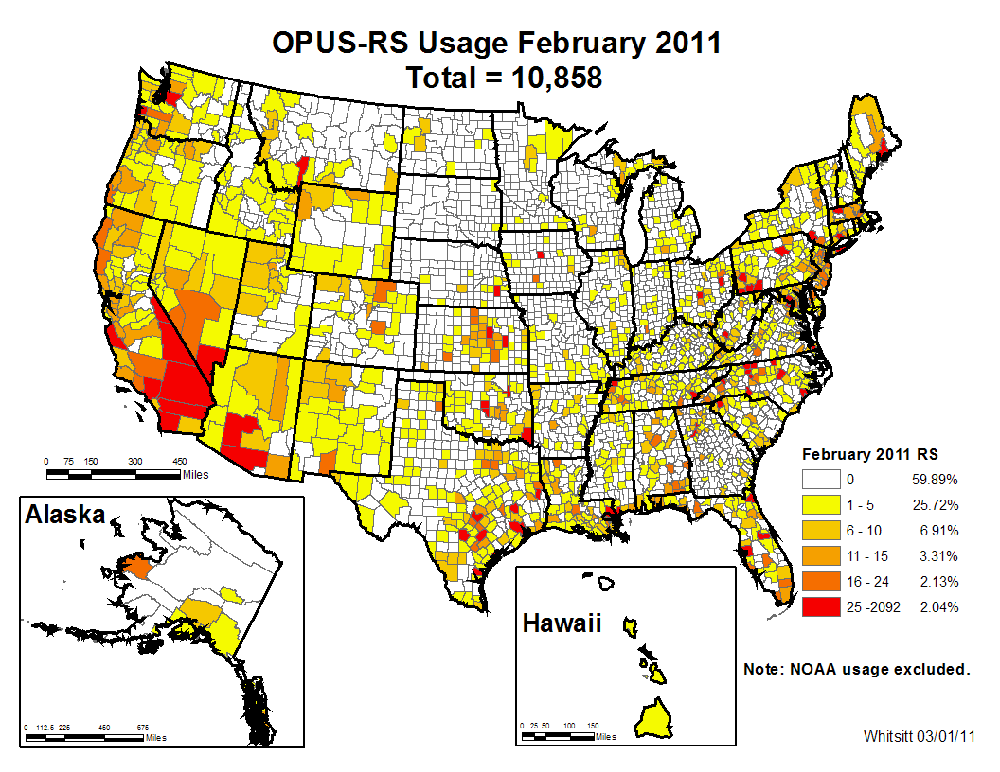 OPUS-RS Usage February 2011
Total = 10,858
0 75 150 300 450
Miles
February 2011 RS
0 59.89%
1 - 5 25.72%
6 - 10 6.91%
11 - 15 3.31%
16 - 24 2.13%
25 -2092 2.04%
Alaska
0 112.5 225 450 675
Miles
Hawaii
0 25 50 100 150
Miles
Note: NOAA usage excluded.
Whitsitt 03/01/11